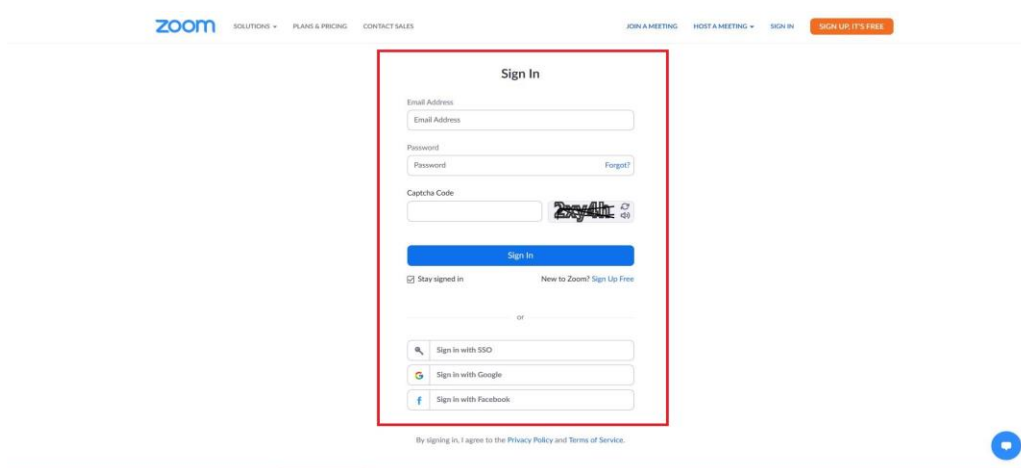 zoom SOLUTIONS PLANS & PRICING CONTACT SALES JOIN A MEETING HOST A MEETING SIGN IN SIGN UP, IT'S FREE
Sign In
Email Address
Email Address
Password
Password Forgot?
Captcha Code
2xy4h
Sign In
Stay signed in New to Zoom? Sign Up Free
or
Sign in with SSO
G Sign in with Google
f Sign in with Facebook
By signing in, I agree to the Privacy Policy and Terms of Service.